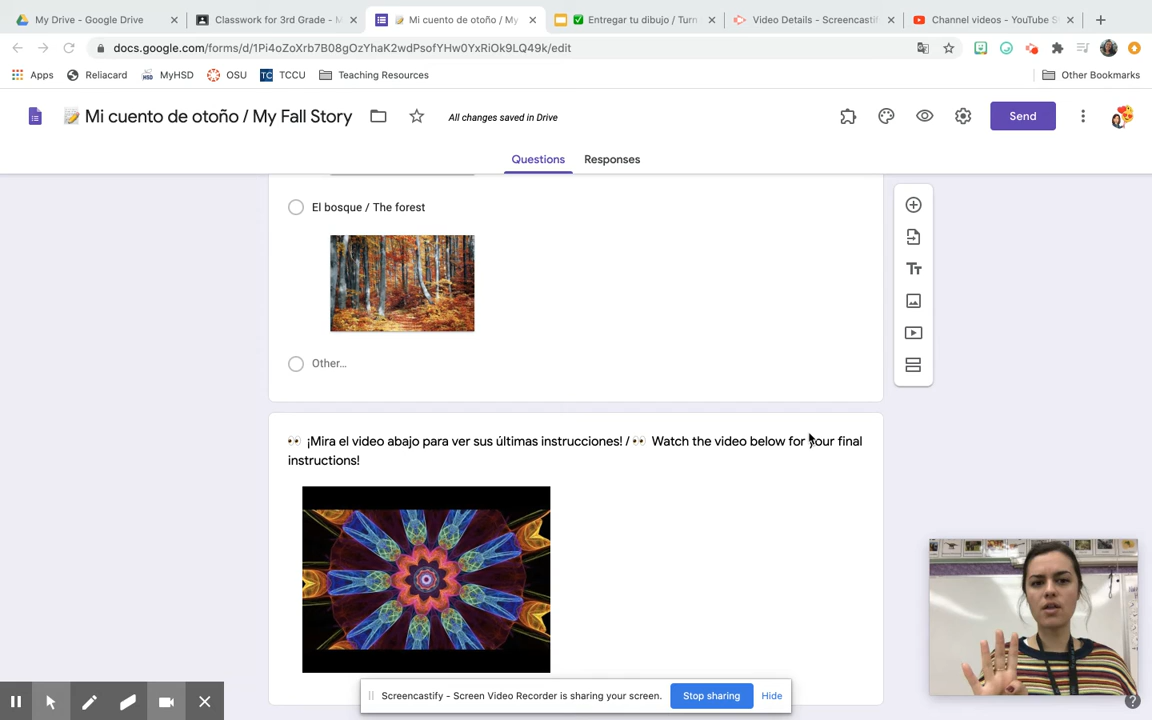 My Drive - Google Drive
Classwork for 3rd Grade - M
📝 Mi cuento de otoño / My
✅ Entregar tu dibujo / Turn
Video Details - Screencastif
Channel videos - YouTube S
docs.google.com/forms/d/1Pi4oZoXrb7B08gOzYhaK2wdPsofYHw0YxRiOk9LQ49k/edit
Apps
Reliacard
MyHSD
OSU
TC TCCU
Teaching Resources
Other Bookmarks
📝 Mi cuento de otoño / My Fall Story
All changes saved in Drive
Send
Questions
Responses
El bosque / The forest
Other...
👀 ¡Mira el video abajo para ver sus últimas instrucciones! / 👀 Watch the video below for your final
instructions!
Screencastify - Screen Video Recorder is sharing your screen.
Stop sharing
Hide